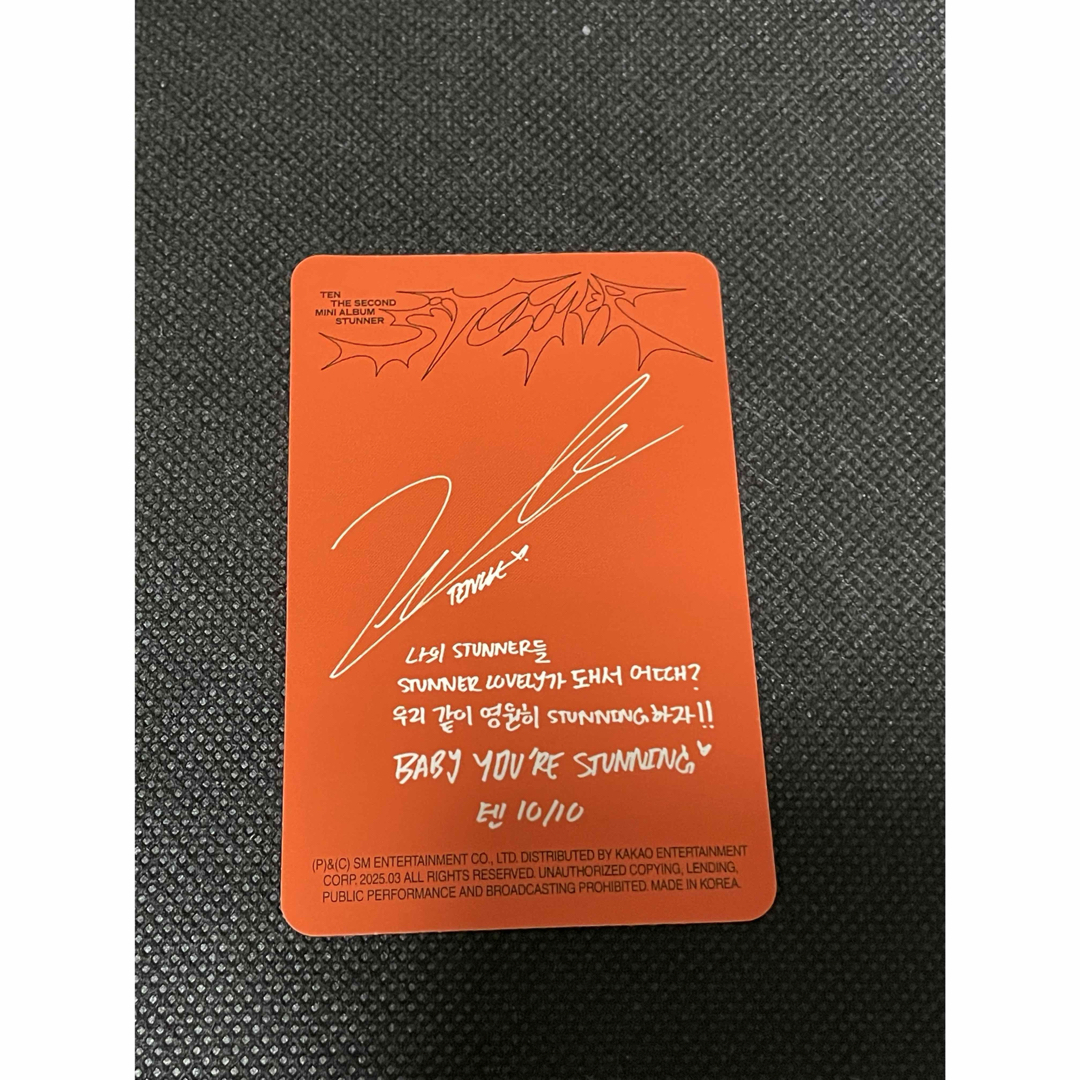 TEN
THE SECOND
MINI ALBUM
STUNNER
STUNNER
나의 STUNNER들
STUNNER LOVELY가 돼서 어때?
우리 같이 영원히 STUNNING하자!!
BABY YOU'RE STUNNING
텐 10/10
(P)&(C) SM ENTERTAINMENT CO., LTD. DISTRIBUTED BY KAKAO ENTERTAINMENT
CORP. 2025.03 ALL RIGHTS RESERVED. UNAUTHORIZED COPYING, LENDING,
PUBLIC PERFORMANCE AND BROADCASTING PROHIBITED. MADE IN KOREA.